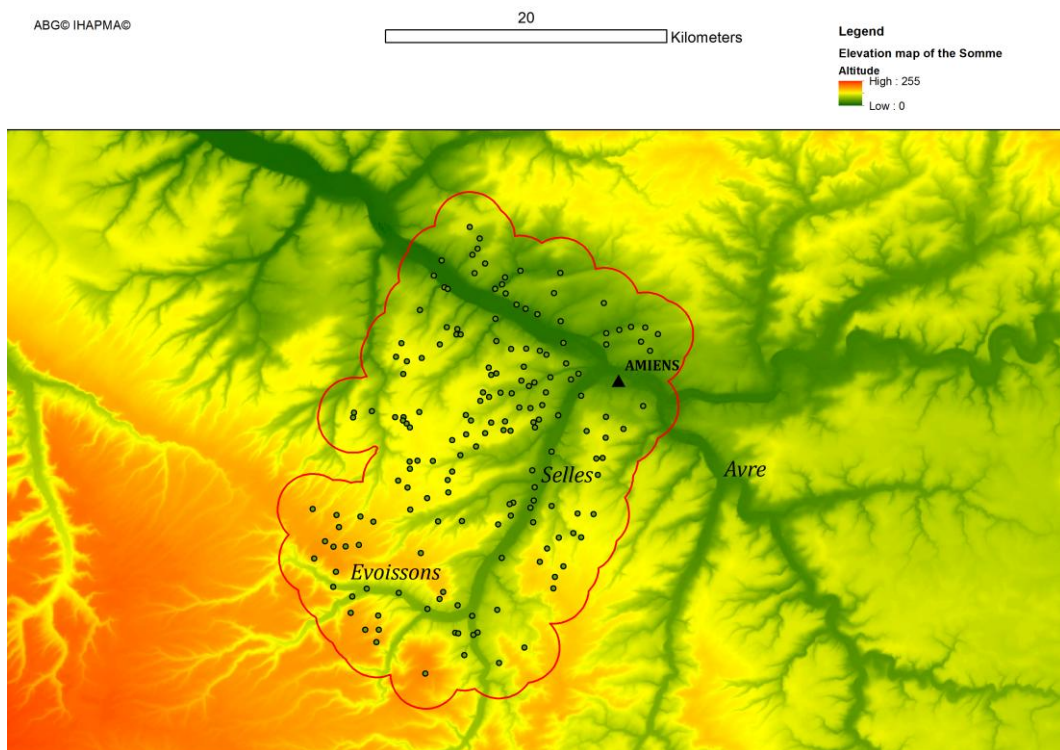 ABG© IHAPMA©
20
Kilometers
Legend
Elevation map of the Somme
Altitude
High : 255
Low : 0
AMIENS
Selles
Avre
Evoissons